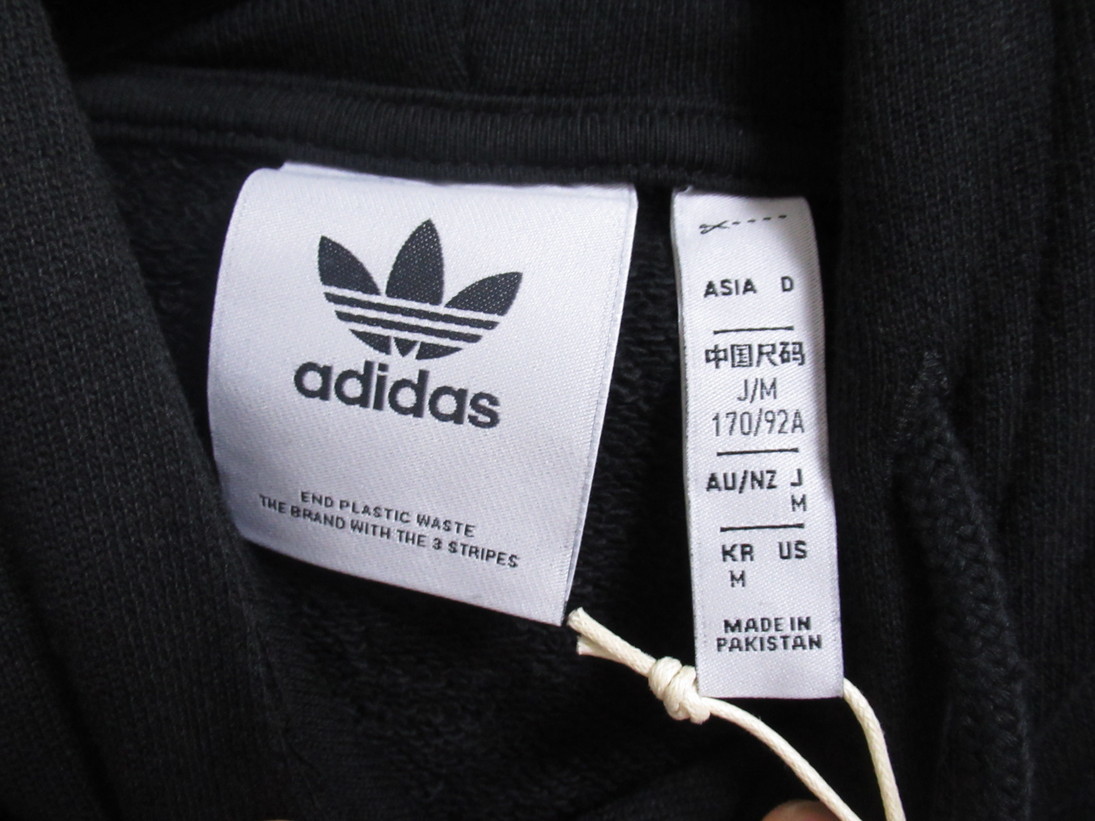 adidas
END PLASTIC WASTE
THE BRAND WITH THE 3 STRIPES
ASIA D
中国尺码
J/M
170/92A
AU/NZ J
M
KR US
M
MADE IN
PAKISTAN